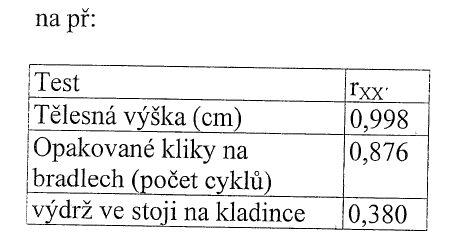 na př:
Test r_XX′
Tělesná výška (cm) 0,998
Opakované kliky na 0,876
bradlech (počet cyklů)
výdrž ve stoji na kladince 0,380